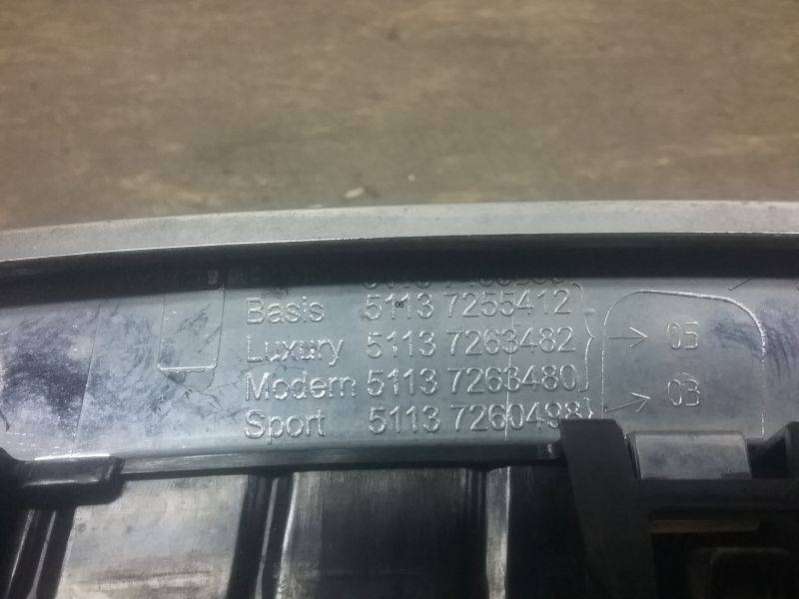 Basis 5113 7255412
Luxury 5113 7263482
Modern 5113 7263480
Sport 5113 7260498
→ 05
→ 03